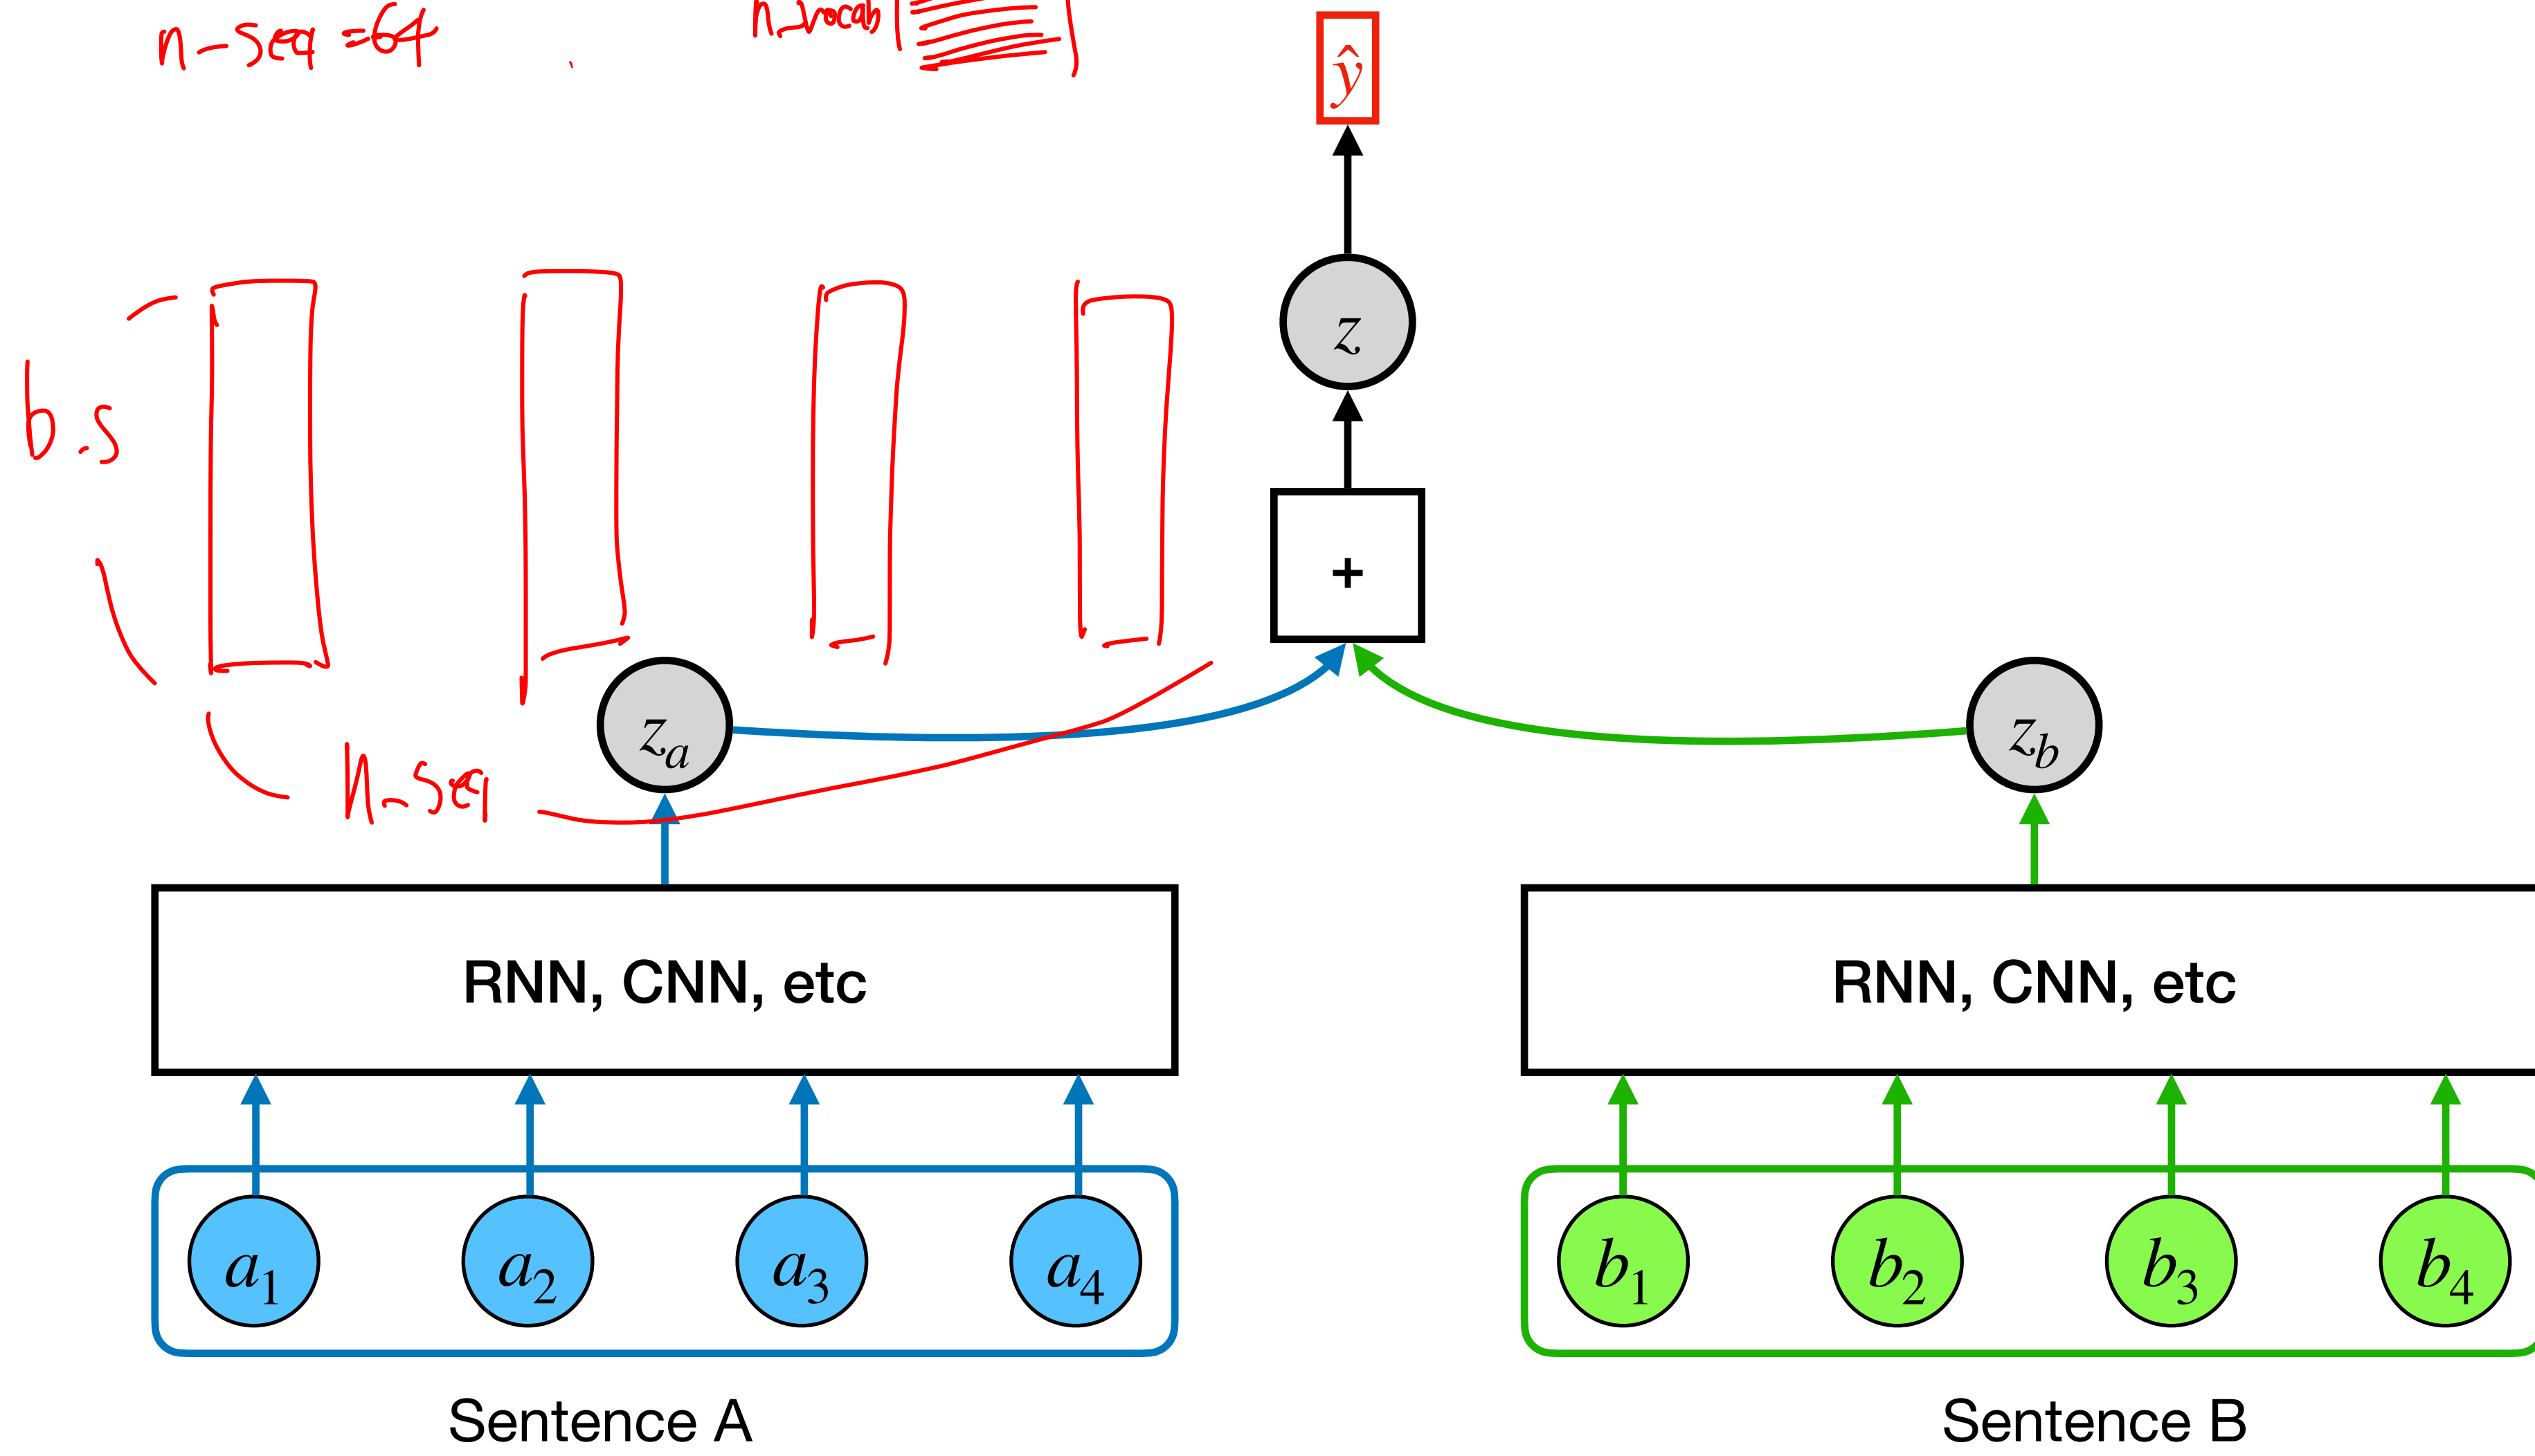 n-seq=64
n_vocab
ŷ
z
b.s
+
z_a
z_b
n-seq
RNN, CNN, etc
RNN, CNN, etc
a_1 a_2 a_3 a_4
b_1 b_2 b_3 b_4
Sentence A
Sentence B